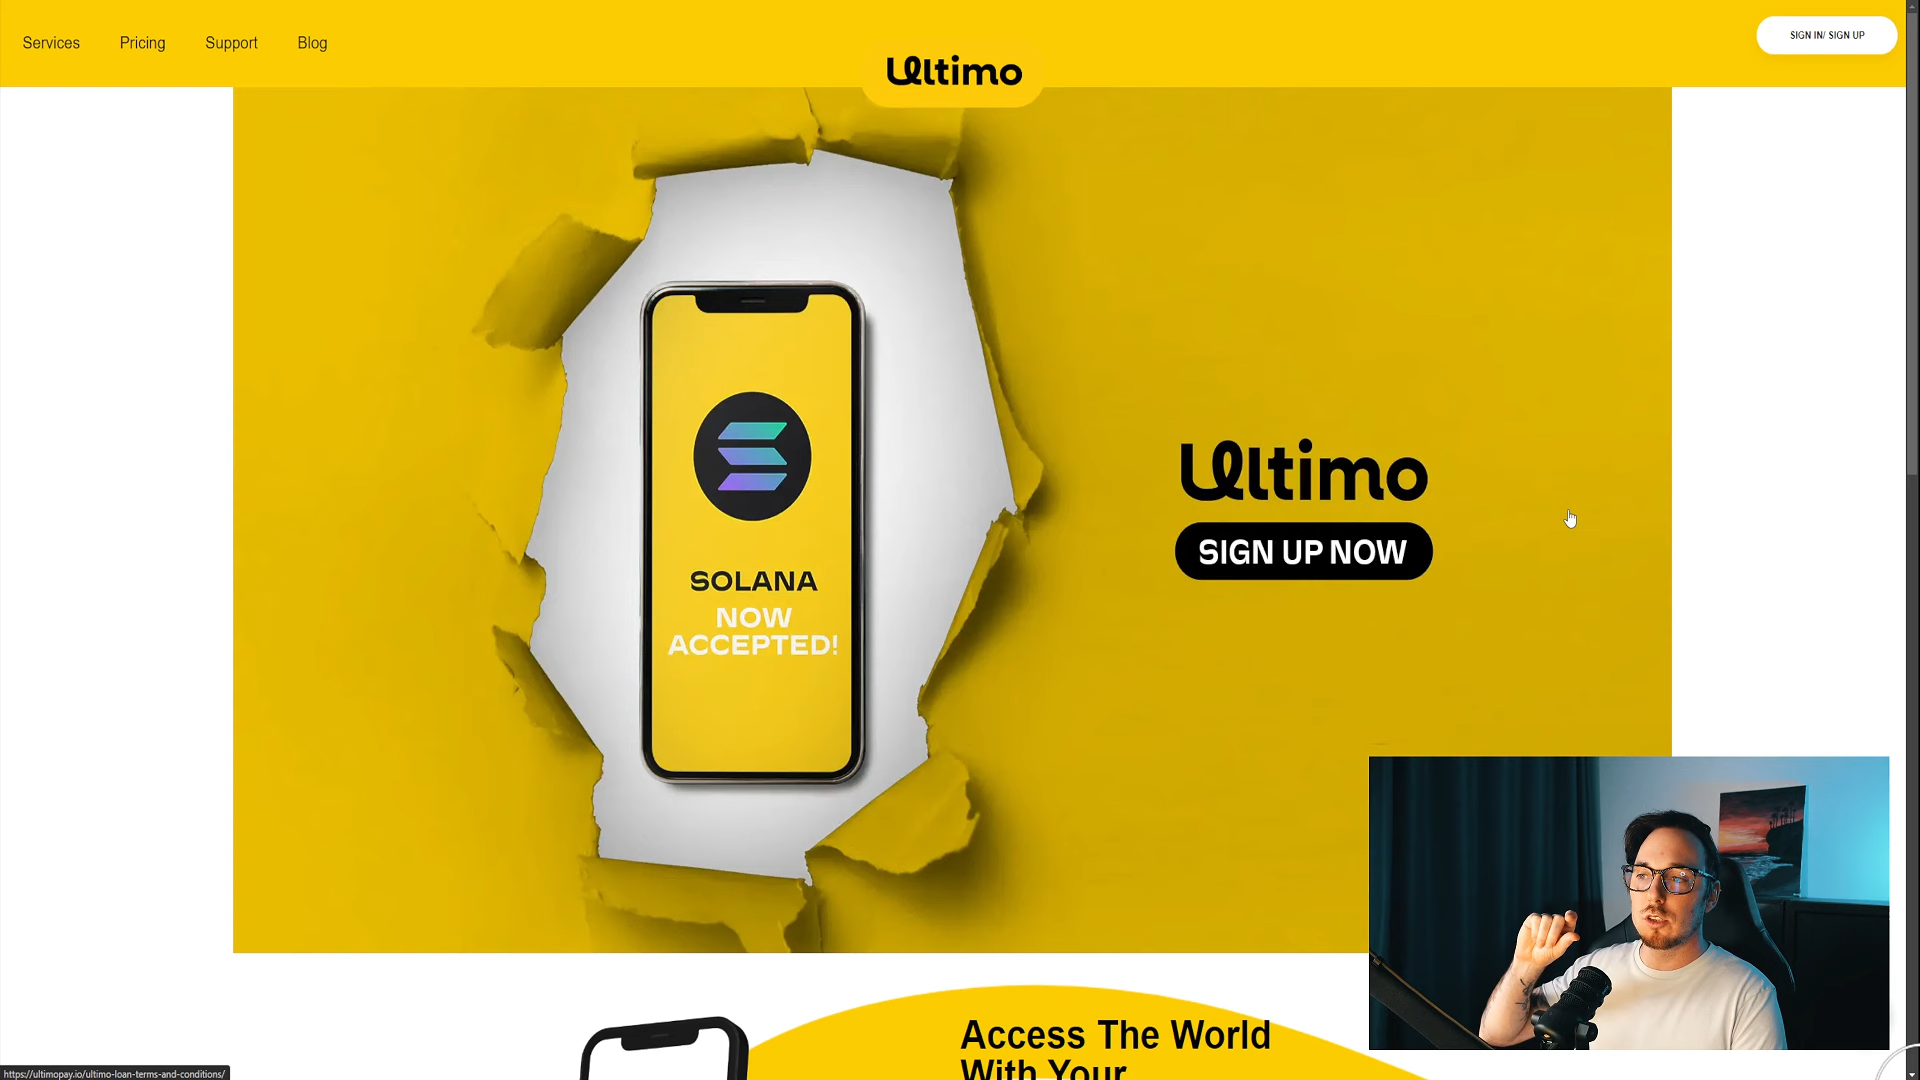 Services
Pricing
Support
Blog
Ultimo
SIGN IN/ SIGN UP
SOLANA
NOW
ACCEPTED!
Ultimo
SIGN UP NOW
Access The World
With Your
https://ultimopay.io/ultimo-loan-terms-and-conditions/